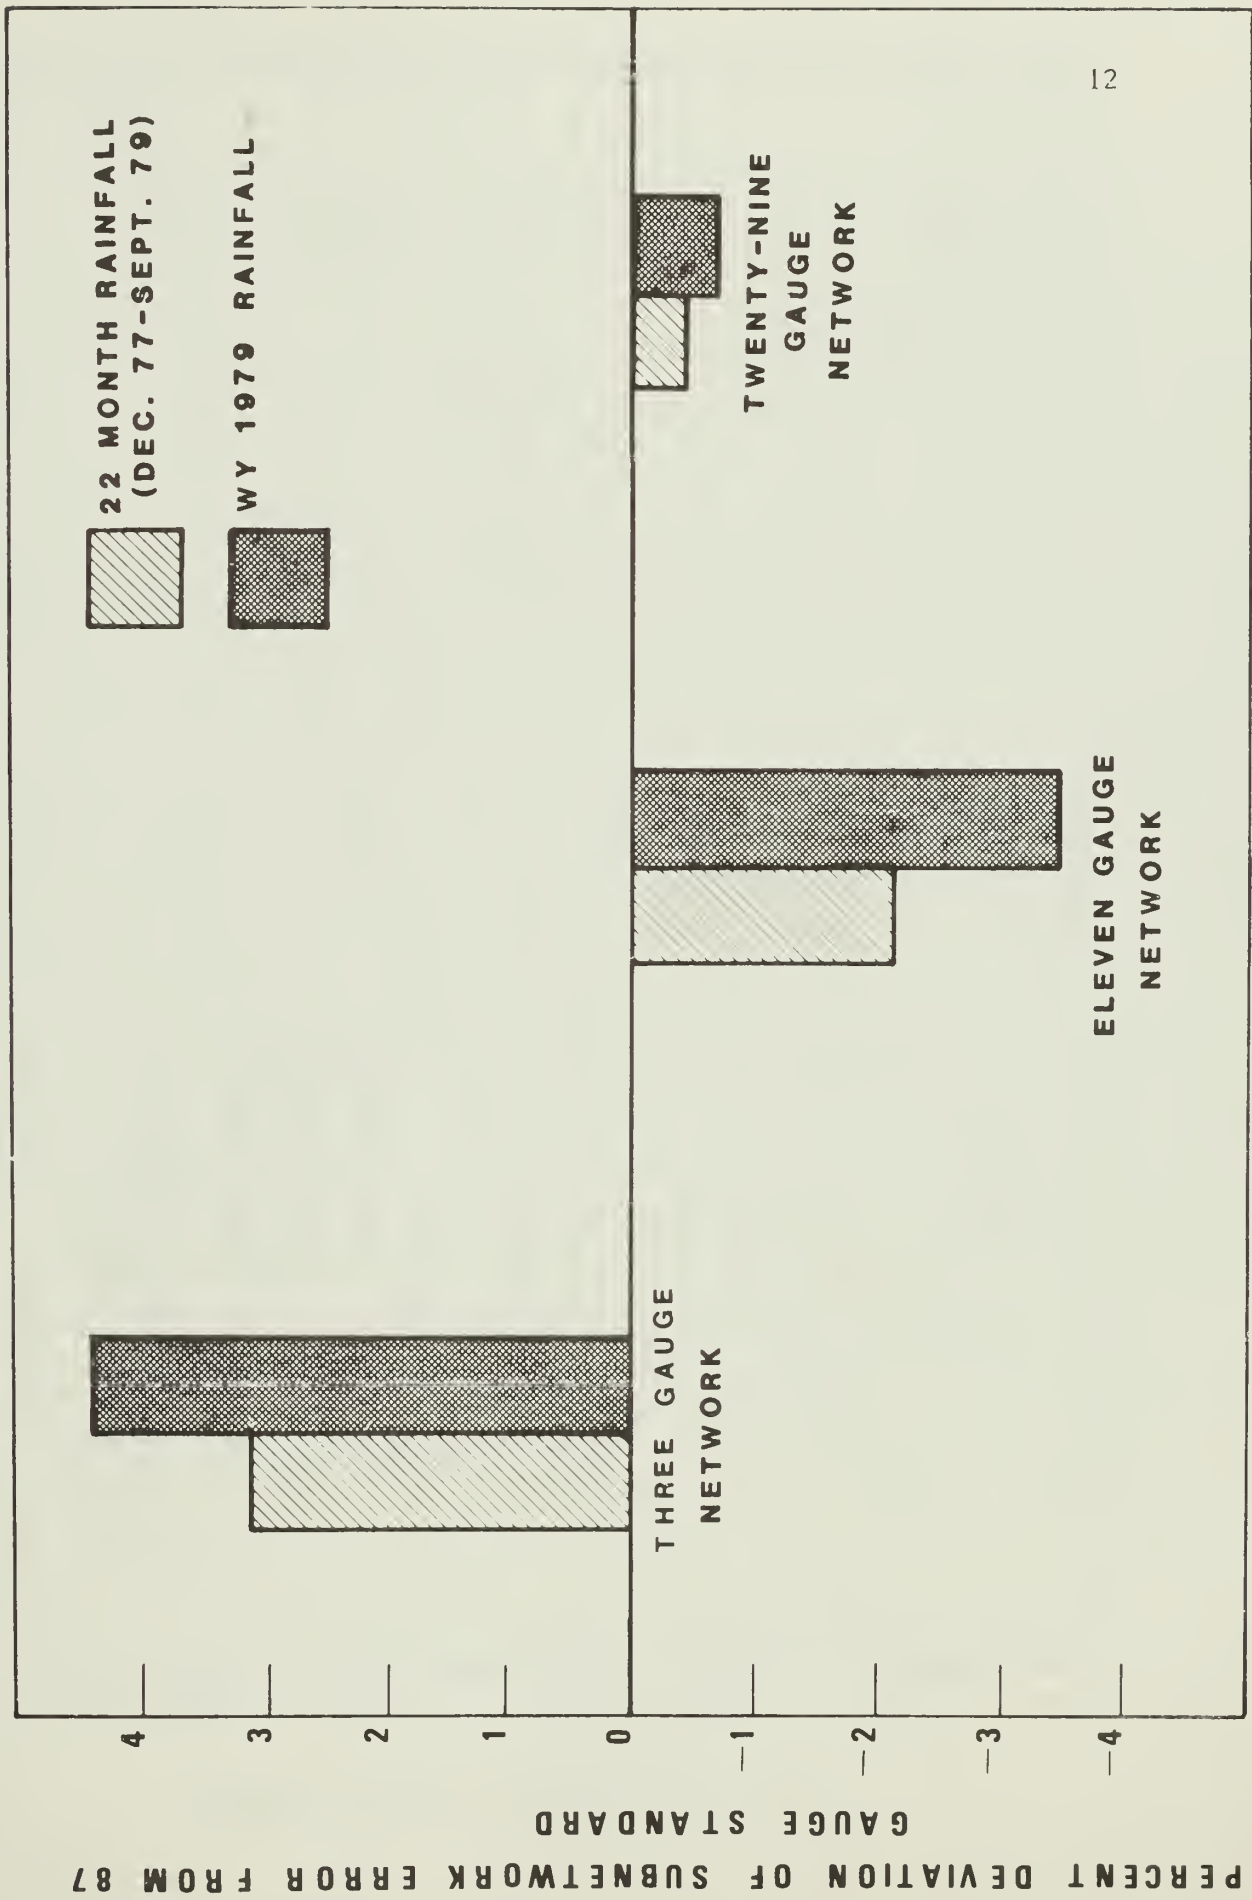 PERCENT DEVIATION OF SUBNETWORK ERROR FROM 87
GAUGE STANDARD
4
3
2
1
0
—1
—2
—3
—4
22 MONTH RAINFALL
(DEC. 77-SEPT. 79)
WY 1979 RAINFALL
THREE GAUGE
NETWORK
ELEVEN GAUGE
NETWORK
TWENTY-NINE
GAUGE
NETWORK
12